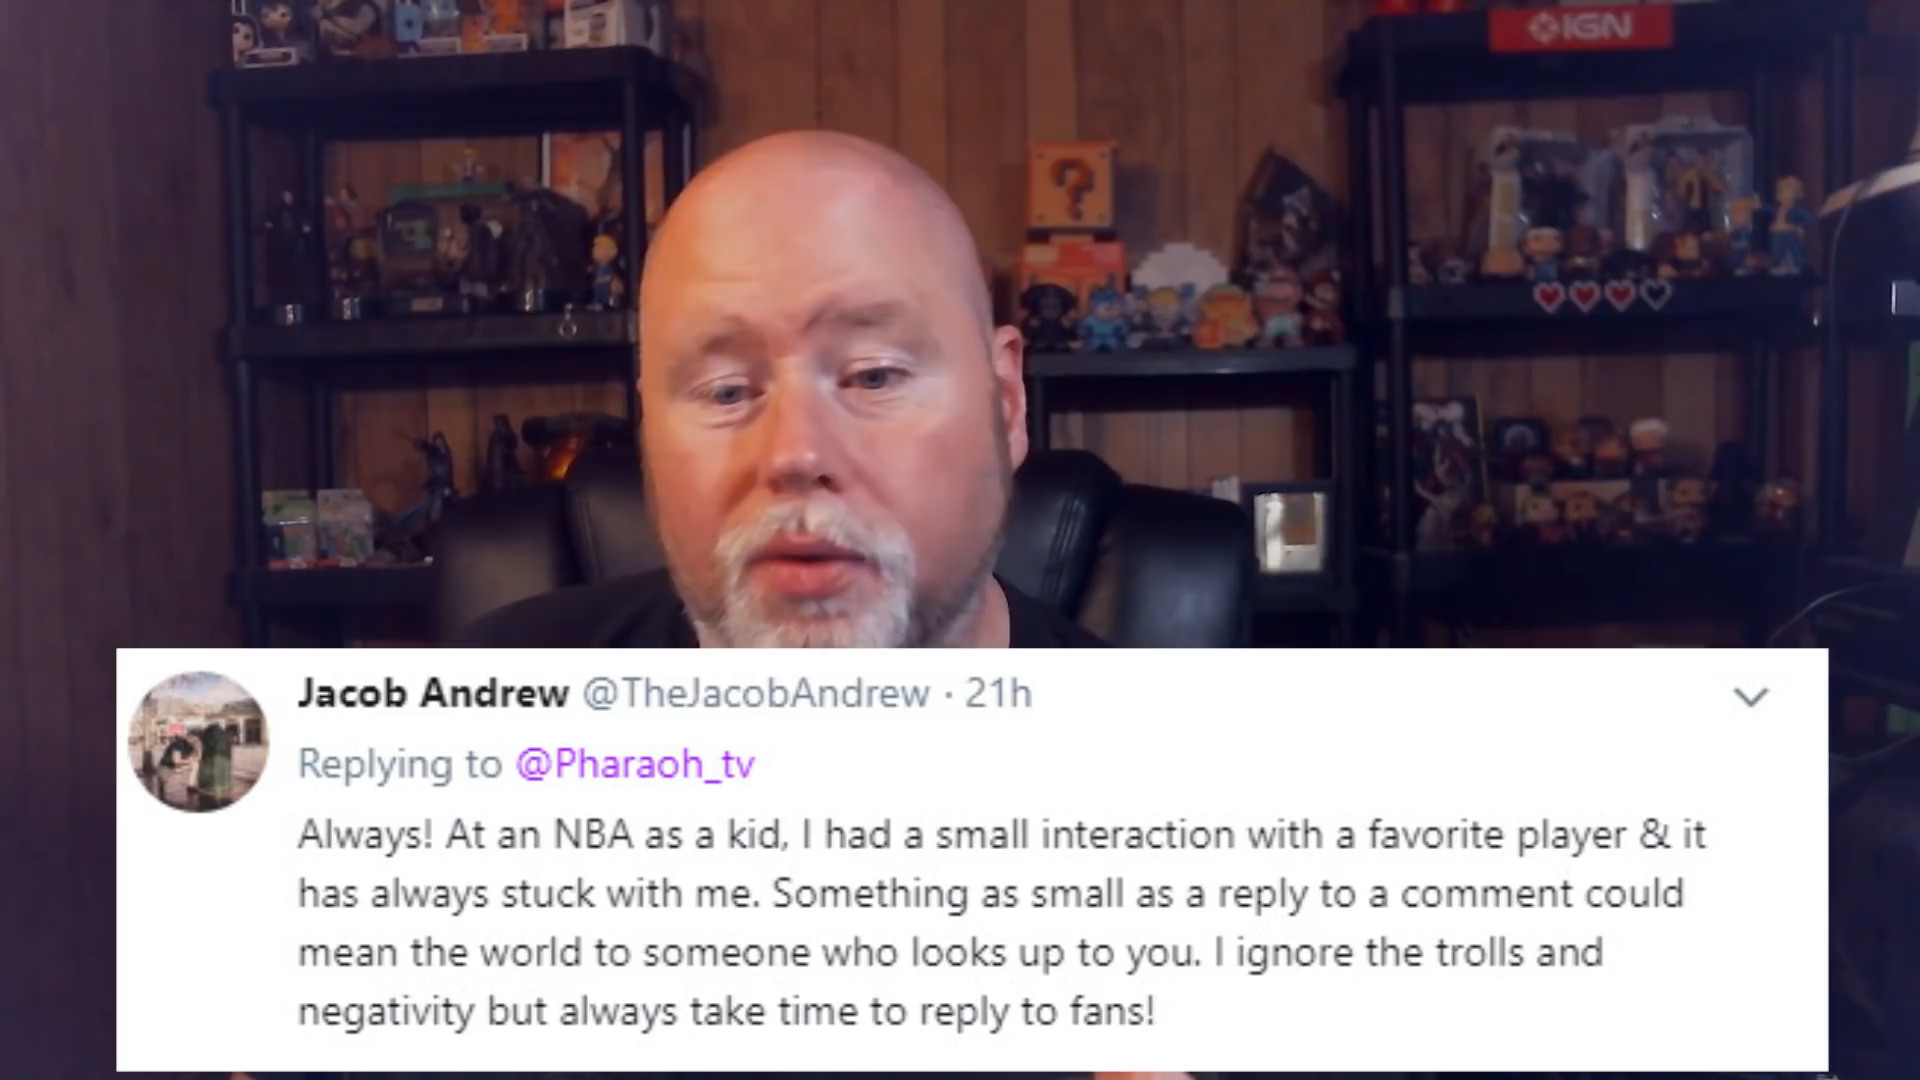 IGN
?
Jacob Andrew @TheJacobAndrew · 21h
Replying to @Pharaoh_tv
Always! At an NBA as a kid, I had a small interaction with a favorite player & it
has always stuck with me. Something as small as a reply to a comment could
mean the world to someone who looks up to you. I ignore the trolls and
negativity but always take time to reply to fans!